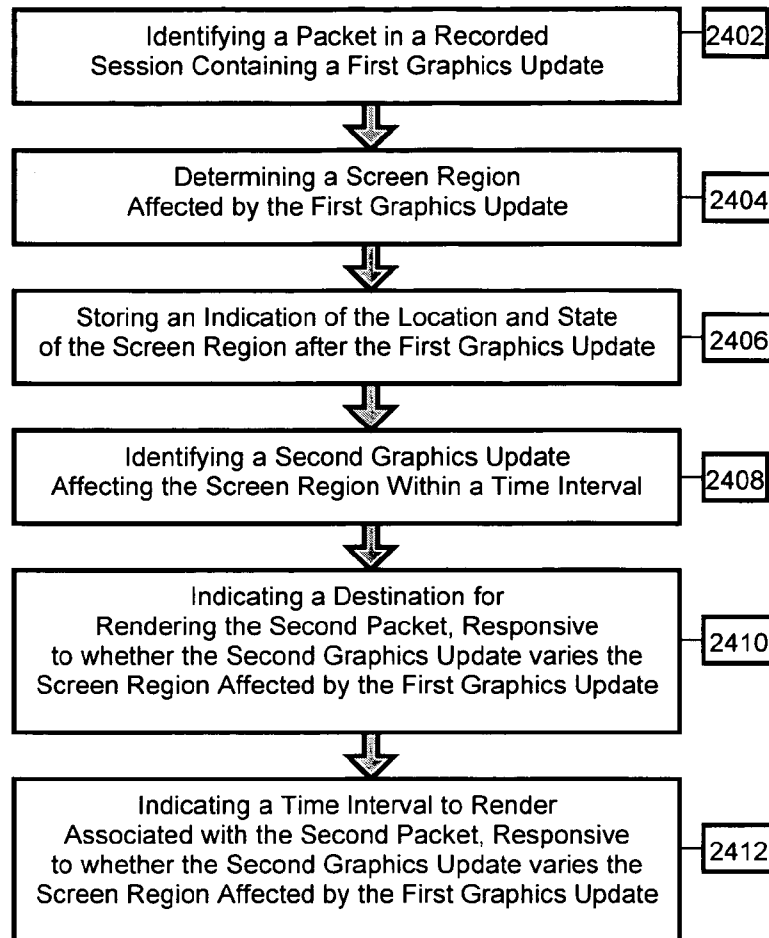 Identifying a Packet in a Recorded
Session Containing a First Graphics Update
2402
Determining a Screen Region
Affected by the First Graphics Update
2404
Storing an Indication of the Location and State
of the Screen Region after the First Graphics Update
2406
Identifying a Second Graphics Update
Affecting the Screen Region Within a Time Interval
2408
Indicating a Destination for
Rendering the Second Packet, Responsive
to whether the Second Graphics Update varies the
Screen Region Affected by the First Graphics Update
2410
Indicating a Time Interval to Render
Associated with the Second Packet, Responsive
to whether the Second Graphics Update varies the
Screen Region Affected by the First Graphics Update
2412